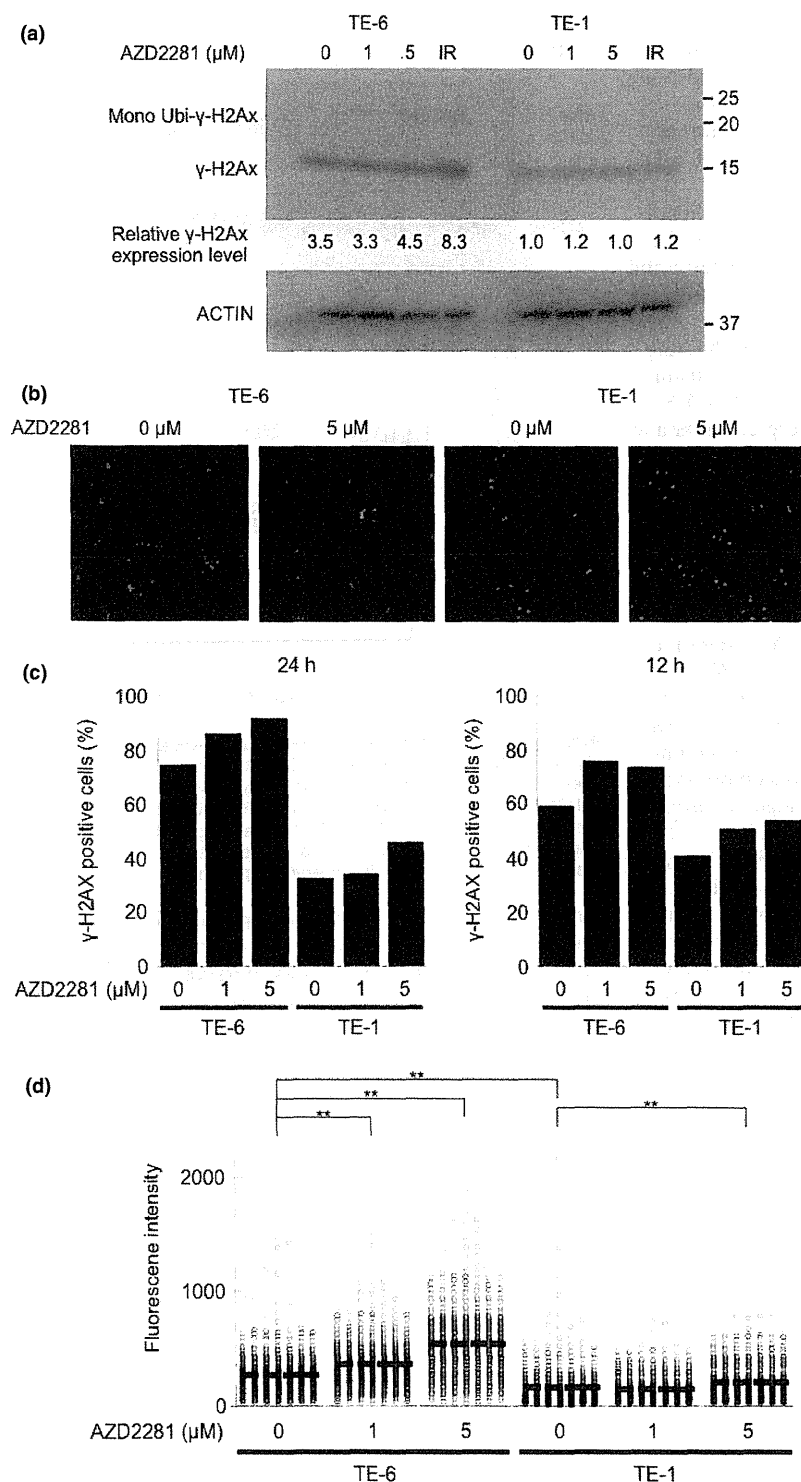 (a)
TE-6 TE-1
AZD2281 (µM) 0 1 .5 IR 0 1 5 IR
Mono Ubi-γ-H2Ax
25
20
γ-H2Ax
15
Relative γ-H2Ax
expression level
3.5 3.3 4.5 8.3 1.0 1.2 1.0 1.2
ACTIN
37
(b)
TE-6 TE-1
AZD2281 0 µM 5 µM 0 µM 5 µM
(c)
24 h 12 h
γ-H2AX positive cells (%)
100
80
60
40
20
0
γ-H2AX positive cells (%)
100
80
60
40
20
0
AZD2281 (µM) 0 1 5 0 1 5 0 1 5 0 1 5
TE-6 TE-1 TE-6 TE-1
(d)
**
**
**
**
Fluorescene intensity
2000
1000
0
AZD2281 (µM) 0 1 5 0 1 5
TE-6 TE-1